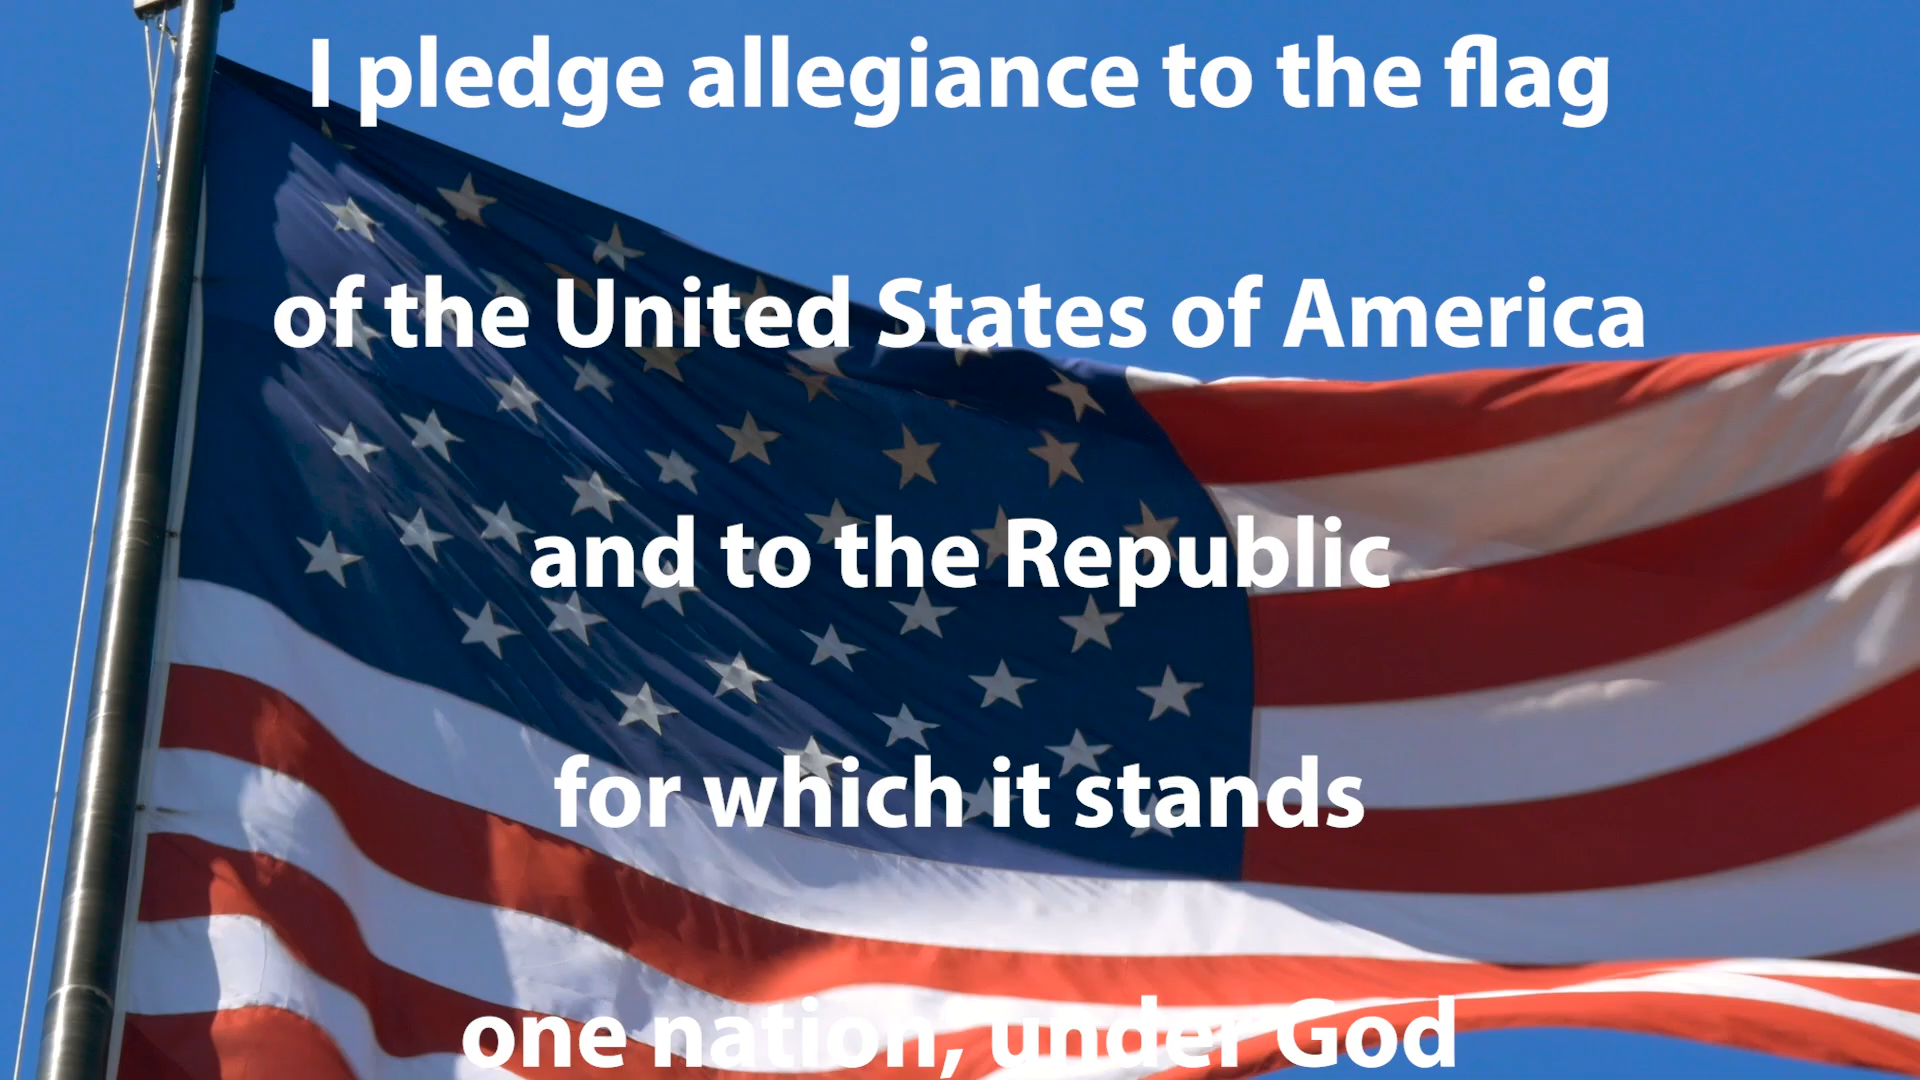 I pledge allegiance to the flag
of the United States of America
and to the Republic
for which it stands
one nation, under God